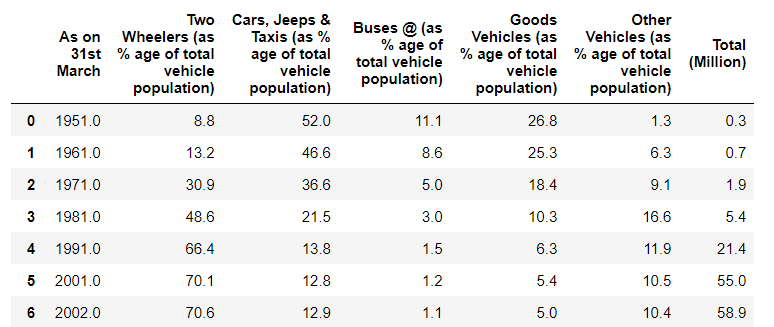 As on 31st March Two Wheelers (as % age of total vehicle population) Cars, Jeeps & Taxis (as % age of total vehicle population) Buses @ (as % age of total vehicle population) Goods Vehicles (as % age of total vehicle population) Other Vehicles (as % age of total vehicle population) Total (Million)
0 1951.0 8.8 52.0 11.1 26.8 1.3 0.3
1 1961.0 13.2 46.6 8.6 25.3 6.3 0.7
2 1971.0 30.9 36.6 5.0 18.4 9.1 1.9
3 1981.0 48.6 21.5 3.0 10.3 16.6 5.4
4 1991.0 66.4 13.8 1.5 6.3 11.9 21.4
5 2001.0 70.1 12.8 1.2 5.4 10.5 55.0
6 2002.0 70.6 12.9 1.1 5.0 10.4 58.9